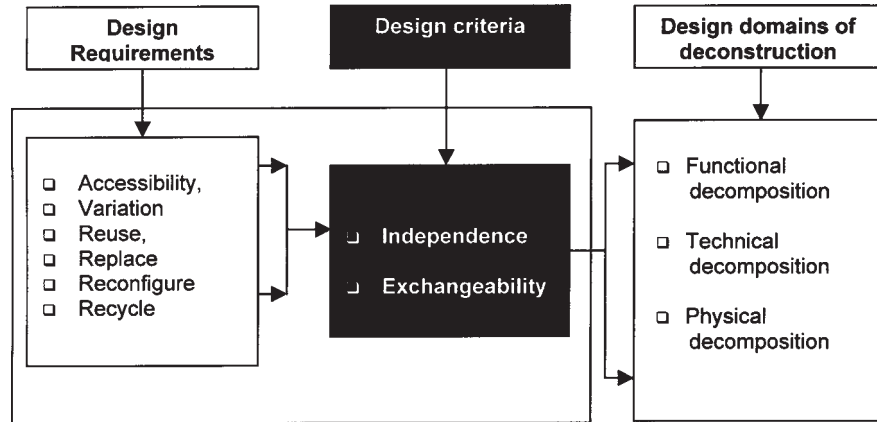 Design
Requirements
Design criteria
Design domains of
deconstruction
Accessibility,
Variation
Reuse,
Replace
Reconfigure
Recycle
Independence
Exchangeability
Functional
decomposition
Technical
decomposition
Physical
decomposition